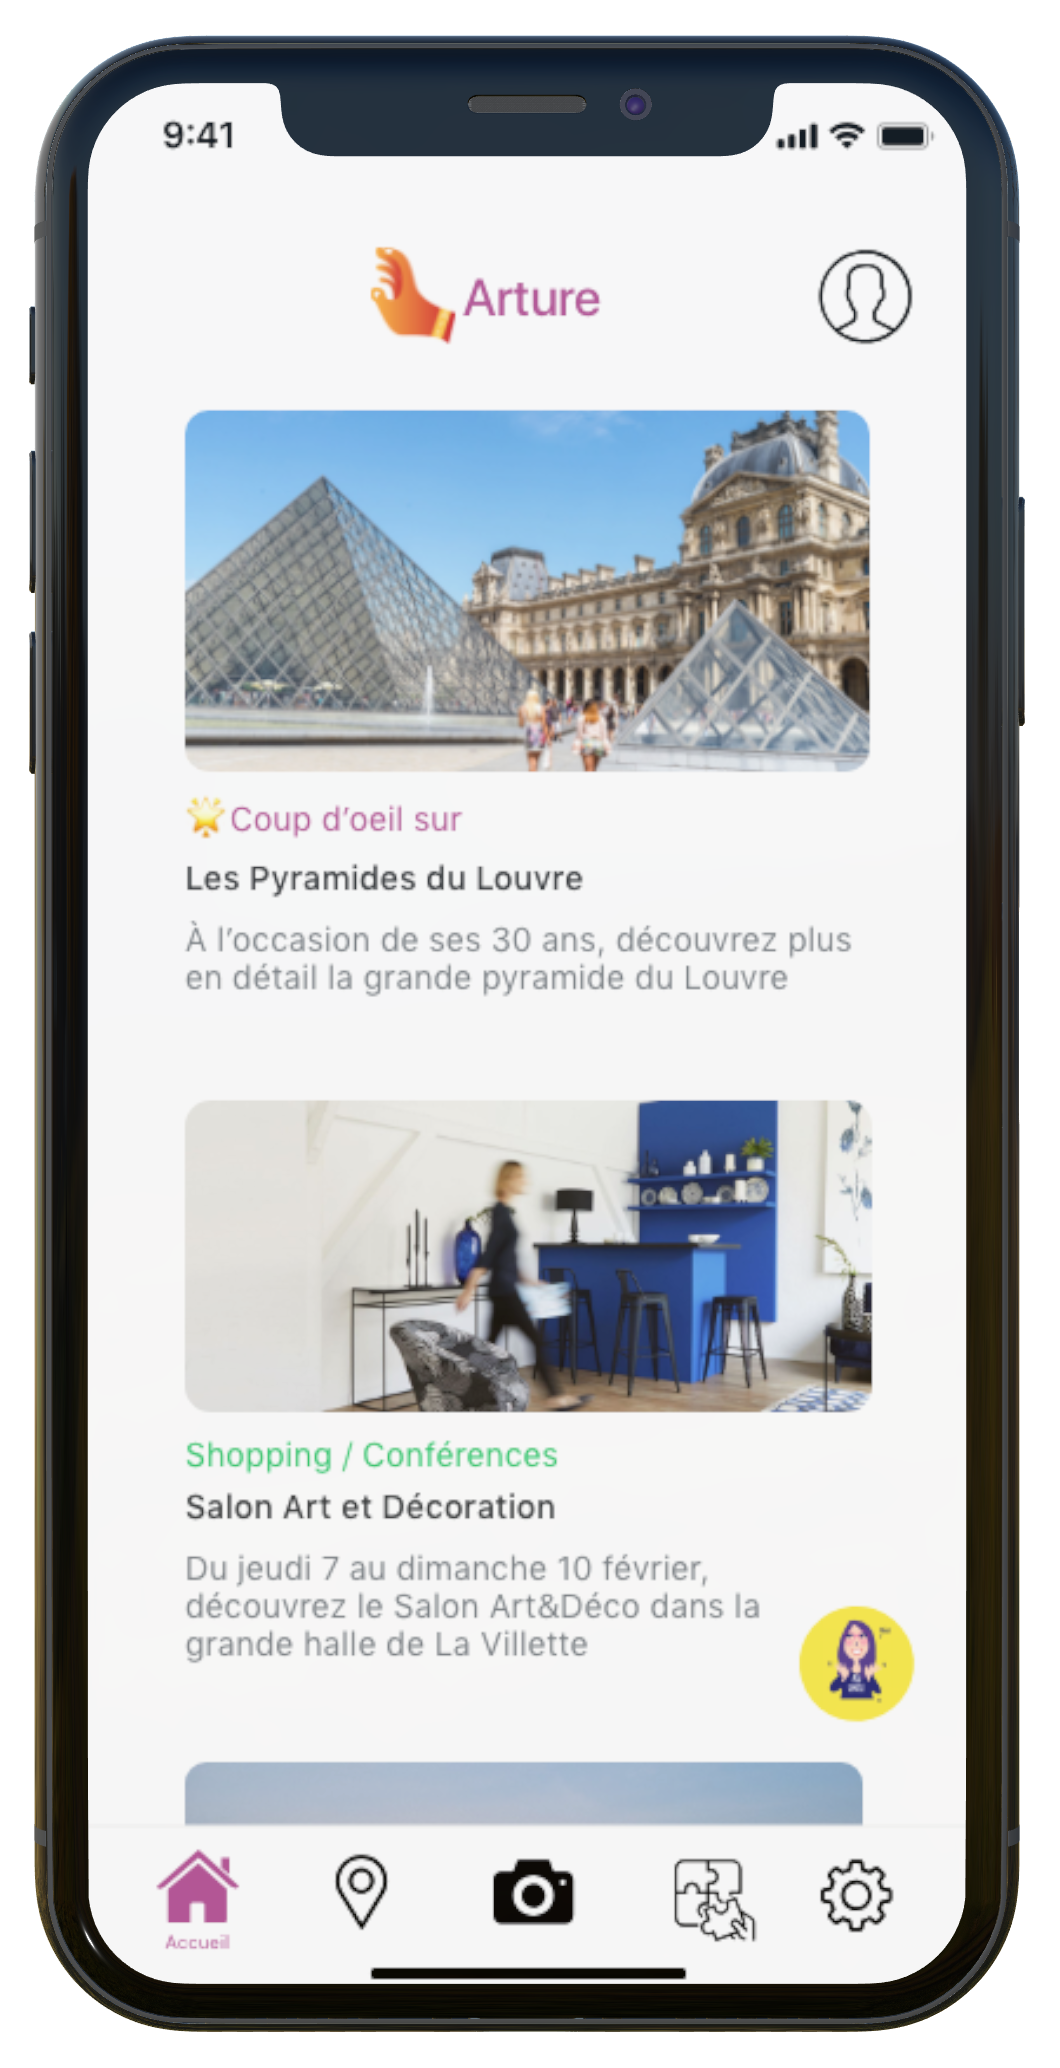 9:41
Arture
Coup d’oeil sur
Les Pyramides du Louvre
À l’occasion de ses 30 ans, découvrez plus
en détail la grande pyramide du Louvre
Shopping / Conférences
Salon Art et Décoration
Du jeudi 7 au dimanche 10 février,
découvrez le Salon Art&Déco dans la
grande halle de La Villette
Accueil